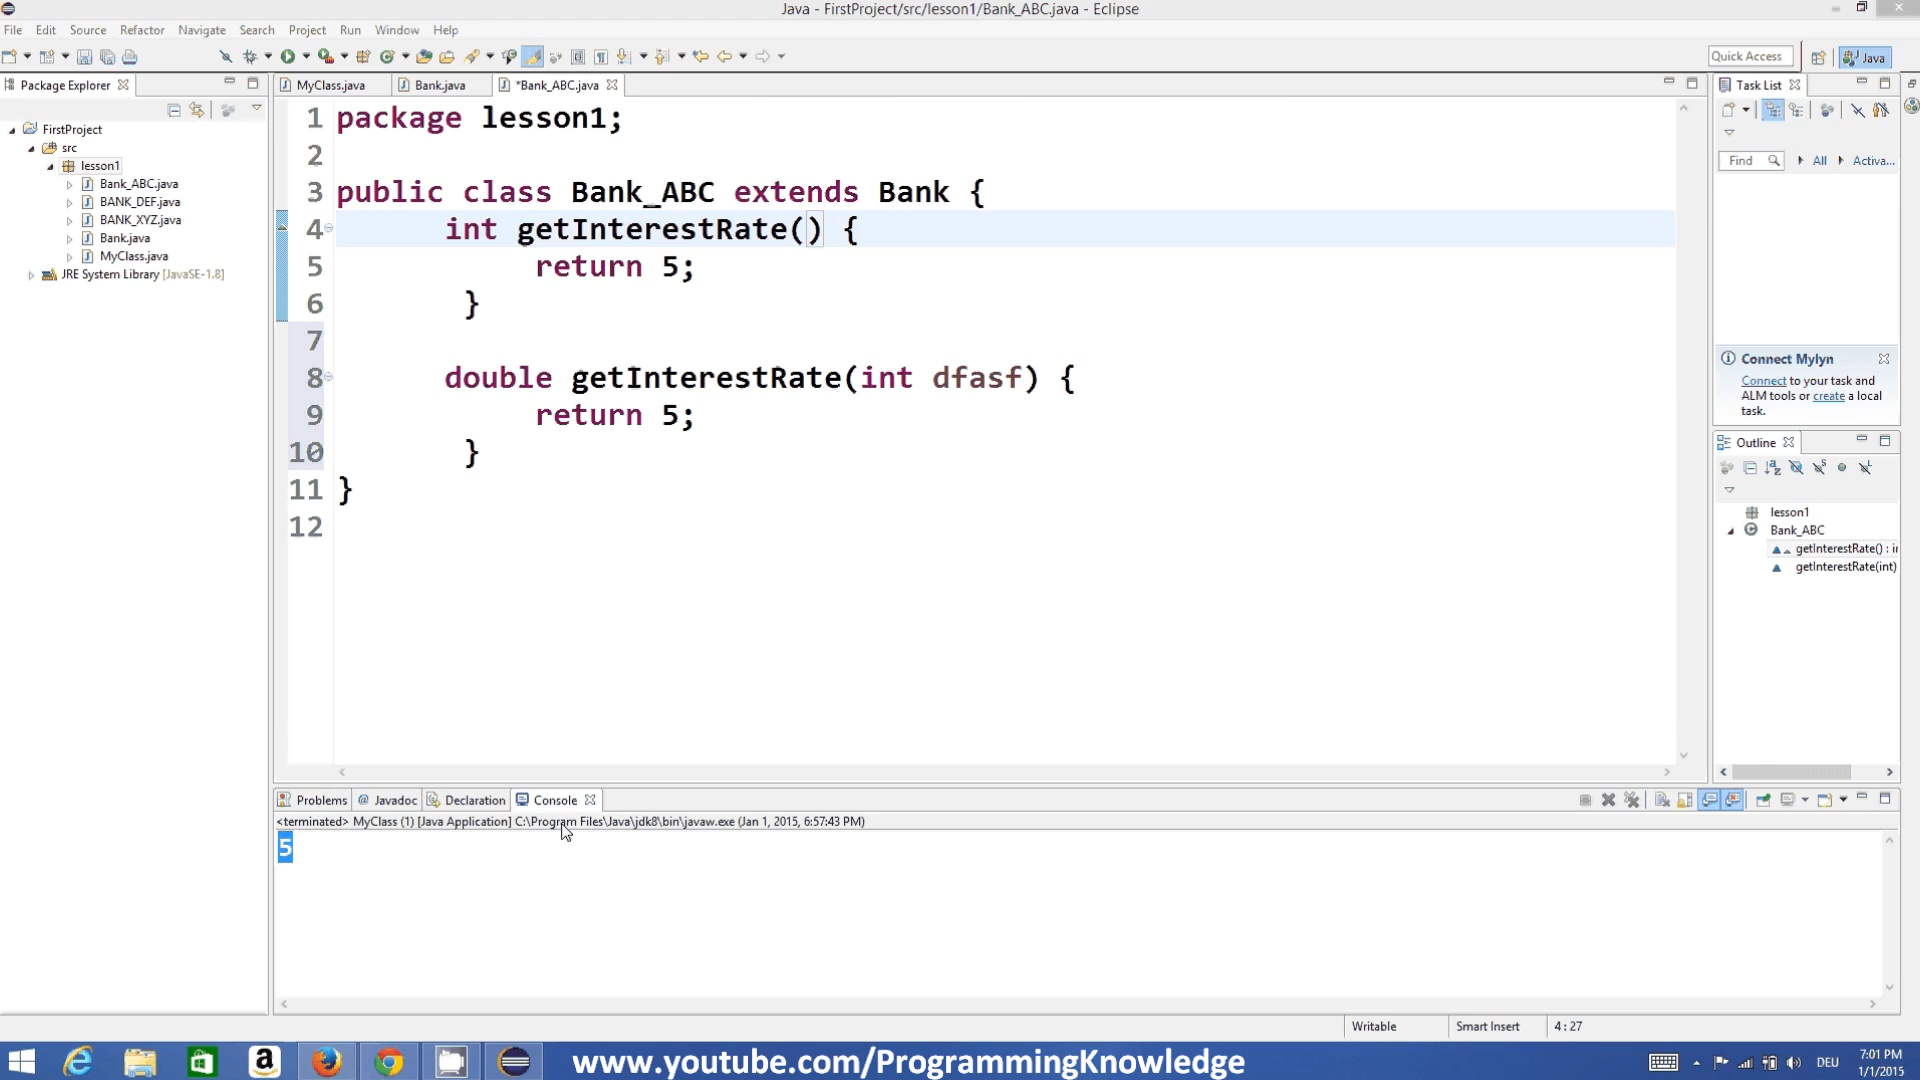 Java - FirstProject/src/lesson1/Bank_ABC.java - Eclipse
File Edit Source Refactor Navigate Search Project Run Window Help
Quick Access
Java
Package Explorer
MyClass.java
Bank.java
*Bank_ABC.java
Task List
FirstProject
src
lesson1
Bank_ABC.java
BANK_DEF.java
BANK_XYZ.java
Bank.java
MyClass.java
JRE System Library [JavaSE-1.8]
1 package lesson1;
2
3 public class Bank_ABC extends Bank {
4 int getInterestRate() {
5 return 5;
6 }
7
8 double getInterestRate(int dfasf) {
9 return 5;
10 }
11 }
12
Find All Activa...
Connect Mylyn
Connect to your task and
ALM tools or create a local
task.
Outline
lesson1
Bank_ABC
getInterestRate() : i
getInterestRate(int)
Problems @ Javadoc Declaration Console
<terminated> MyClass (1) [Java Application] C:\Program Files\Java\jdk8\bin\javaw.exe (Jan 1, 2015, 6:57:43 PM)
5
Writable Smart Insert 4 : 27
www.youtube.com/ProgrammingKnowledge
DEU
7:01 PM
1/1/2015